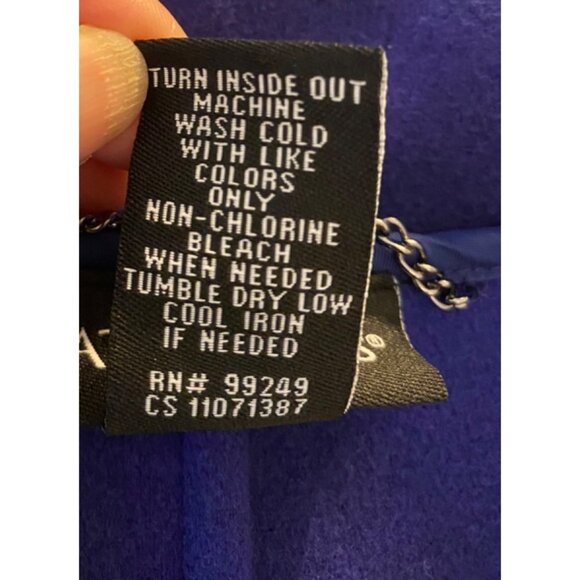 TURN INSIDE OUT
MACHINE
WASH COLD
WITH LIKE
COLORS
ONLY
NON-CHLORINE
BLEACH
WHEN NEEDED
TUMBLE DRY LOW
COOL IRON
IF NEEDED
RN# 99249
CS 11071387